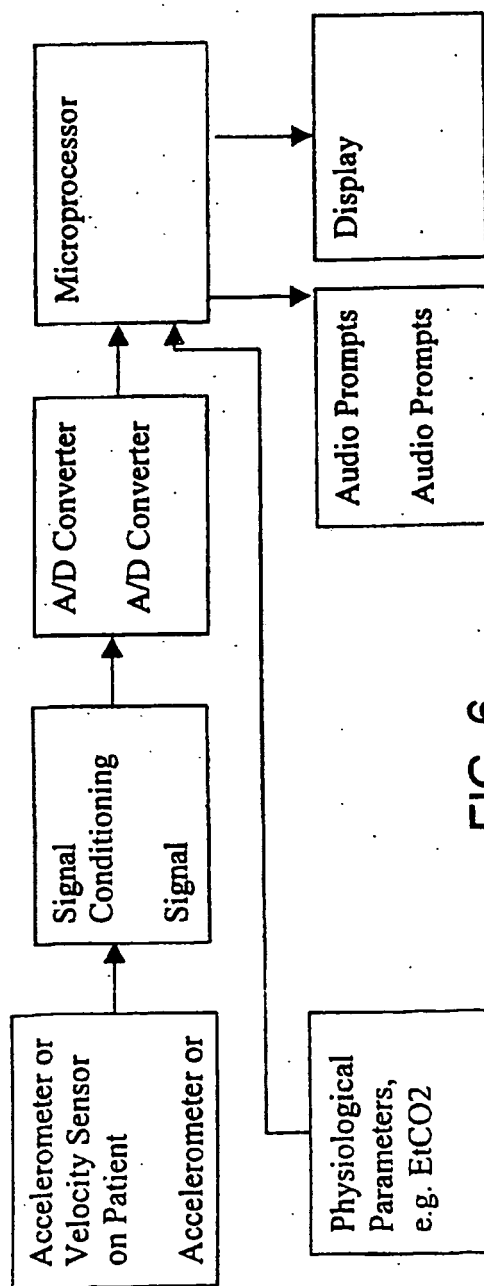 Accelerometer or
Velocity Sensor
on Patient
Accelerometer or
Signal
Conditioning
Signal
A/D Converter
A/D Converter
Microprocessor
Physiological
Parameters,
e.g. EtCO2
Audio Prompts
Audio Prompts
Display
FIG. 6